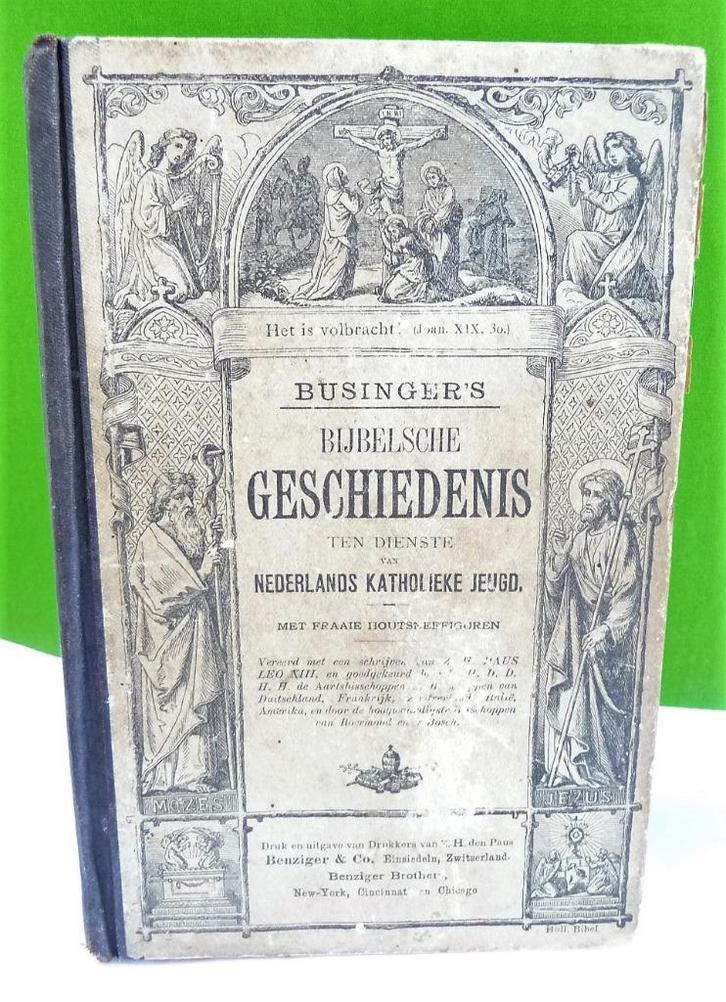 INRI
Het is volbracht! (Joan. XIX, 30.)
BUSINGER'S
BIJBELSCHE
GESCHIEDENIS
TEN DIENSTE
VAN
NEDERLANDS KATHOLIEKE JEUGD,
MET FRAAIE
Vereerd met een schrijven PAUS
LEO XIII, en goedgekeurd D. D. D.
H. H. de Aartsbisschoppen van
Duitschland, Frankrijk, Italië,
Amerika, en door de
van Roermond en Bosch.
MOZES
JEZUS
Druk en uitgave van Drukkers van Z. H. den Paus
Benziger & Co. Einsiedeln, Zwitserland.
Benziger Brothers,
New-York, Cincinnati en Chicago
Holl. Bibel